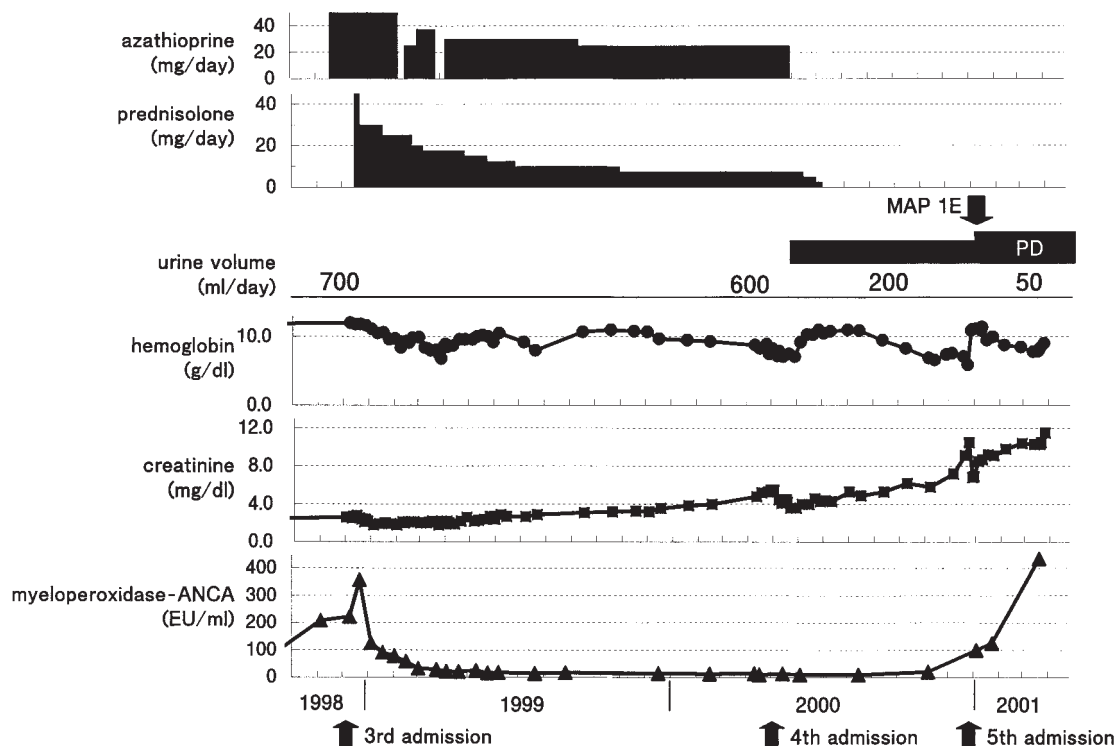 azathioprine
(mg/day)
40
20
0
prednisolone
(mg/day)
40
20
0
MAP 1E
PD
urine volume
(ml/day)
700
600
200
50
hemoglobin
(g/dl)
10.0
0.0
creatinine
(mg/dl)
12.0
8.0
4.0
0.0
myeloperoxidase-ANCA
(EU/ml)
400
300
200
100
0
1998
1999
2000
2001
3rd admission
4th admission
5th admission